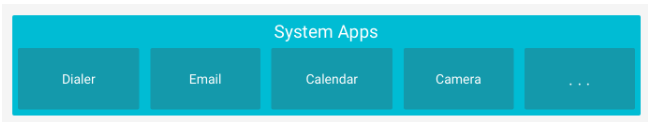 System Apps
Dialer
Email
Calendar
Camera
. . .